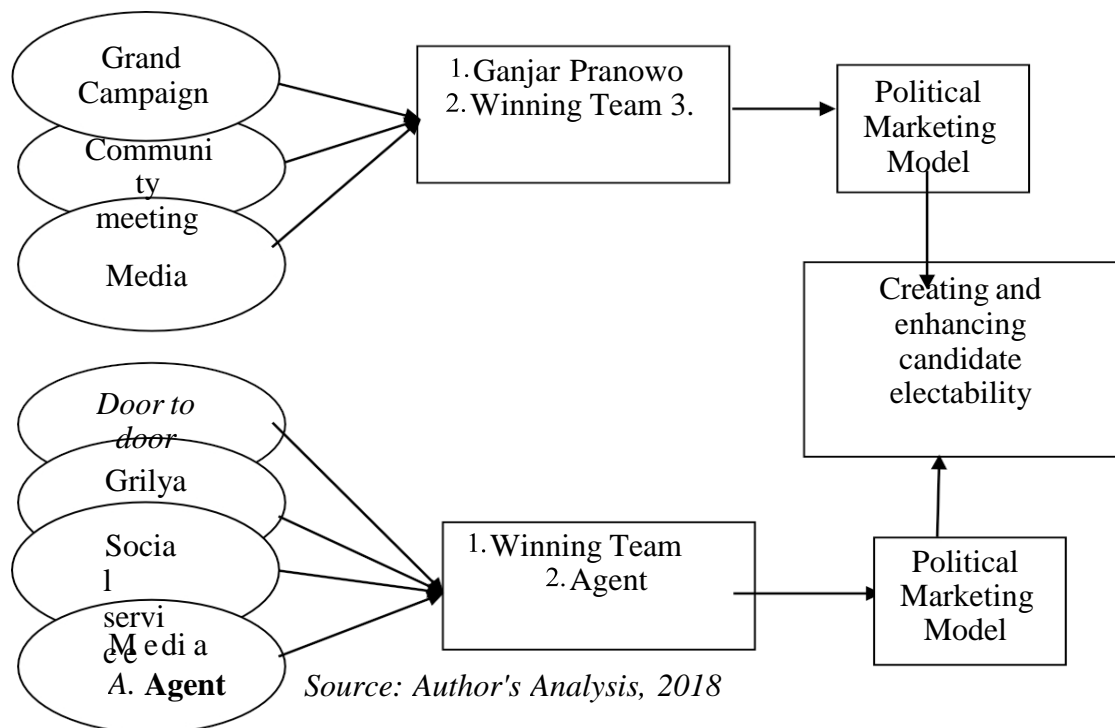 Grand
Campaign
Communi
ty
meeting
Media
1. Ganjar Pranowo
2. Winning Team 3.
Political
Marketing
Model
Creating and
enhancing
candidate
electability
Door to
door
Grilya
Socia
l
servi
ce
Media
A. Agent
1. Winning Team
2. Agent
Political
Marketing
Model
Source: Author's Analysis, 2018